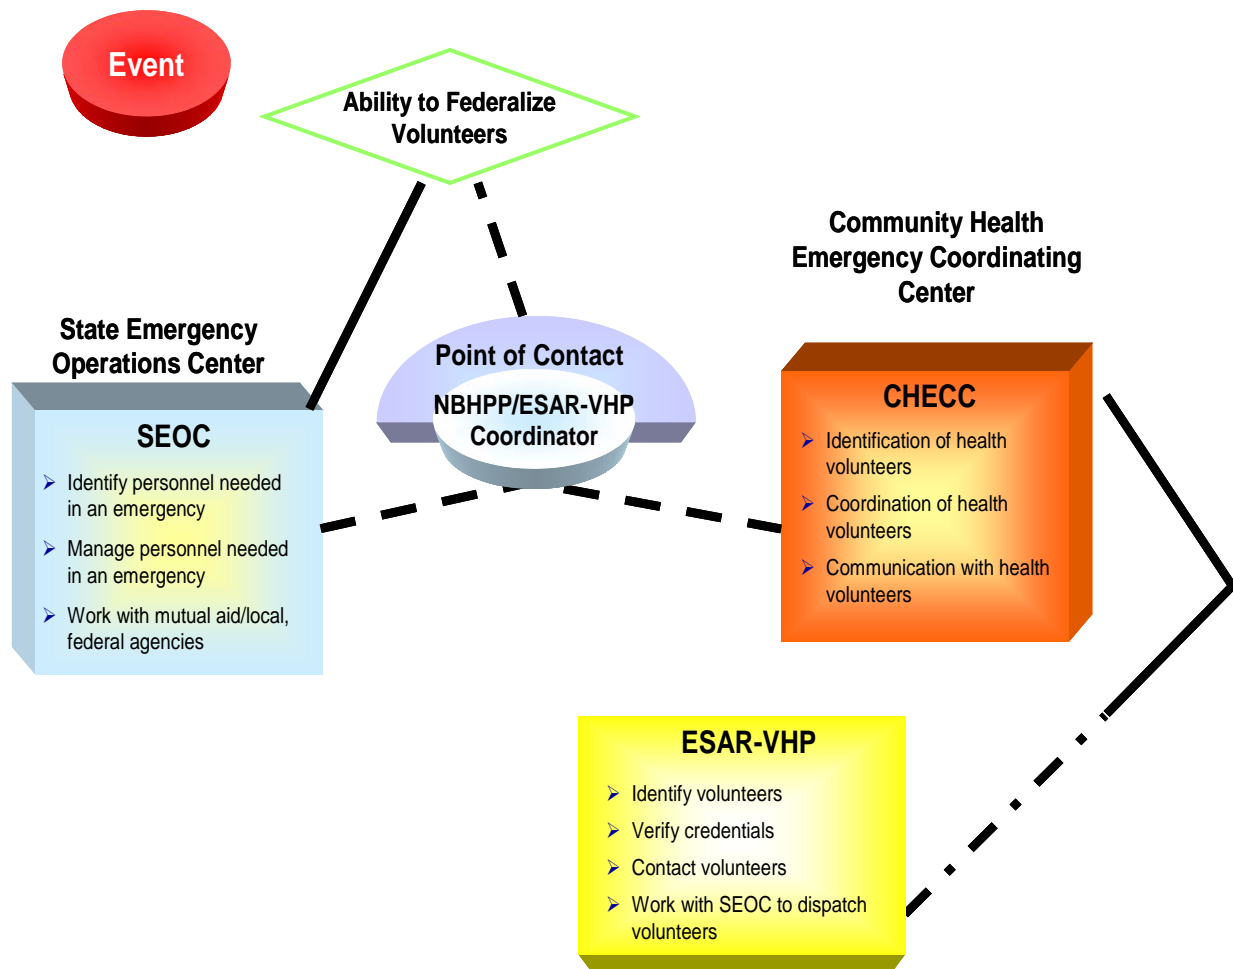 Event
Ability to Federalize
Volunteers
Community Health
Emergency Coordinating
Center
State Emergency
Operations Center
Point of Contact
NBHPP/ESAR-VHP
Coordinator
SEOC
Identify personnel needed
in an emergency
Manage personnel needed
in an emergency
Work with mutual aid/local,
federal agencies
CHECC
Identification of health
volunteers
Coordination of health
volunteers
Communication with health
volunteers
ESAR-VHP
Identify volunteers
Verify credentials
Contact volunteers
Work with SEOC to dispatch
volunteers